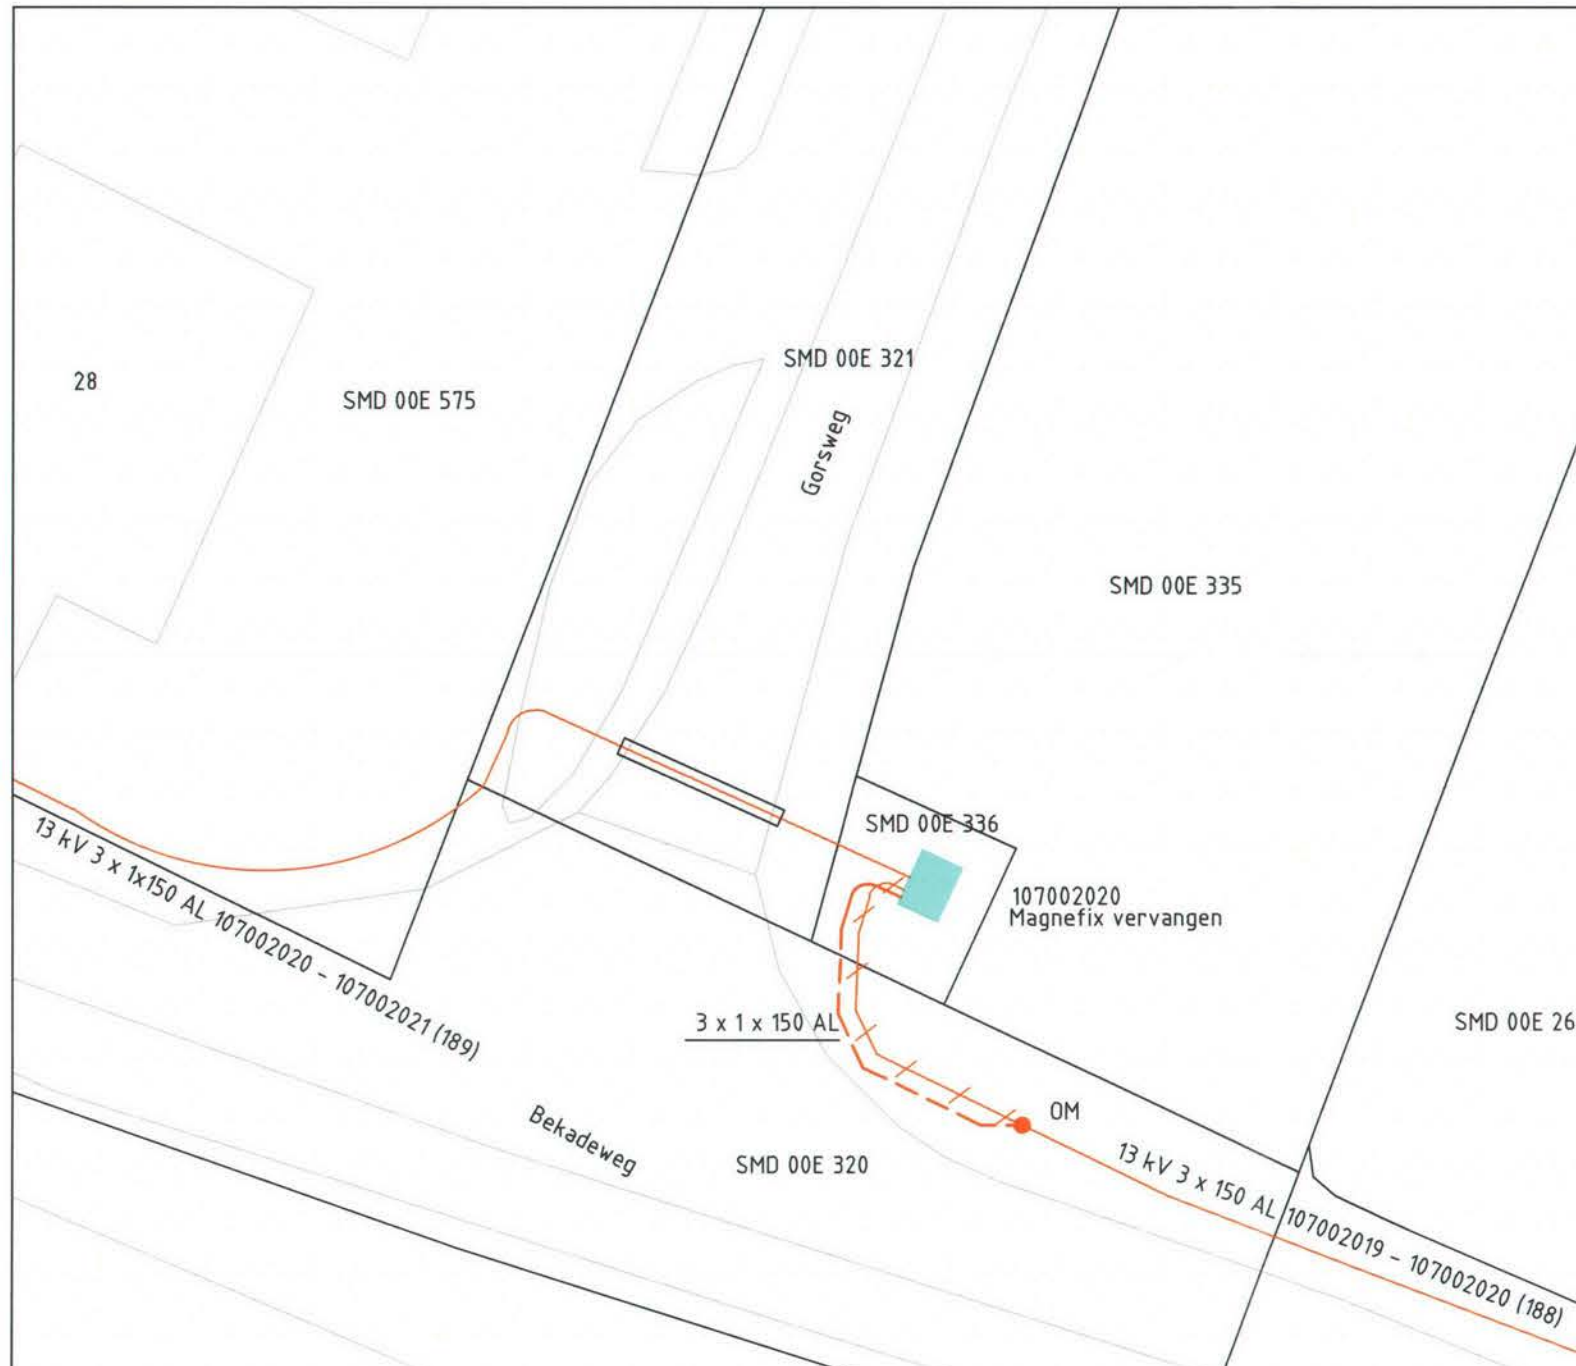 SMD 00E 321
28
SMD 00E 575
Gorsweg
SMD 00E 335
SMD 00E 336
13 kV 3 x 1x150 AL 107002020 - 107002021 (189)
107002020
Magnefix vervangen
3 x 1 x 150 AL
SMD 00E 26
OM
Bekadeweg
SMD 00E 320
13 kV 3 x 150 AL 107002019 - 107002020 (188)